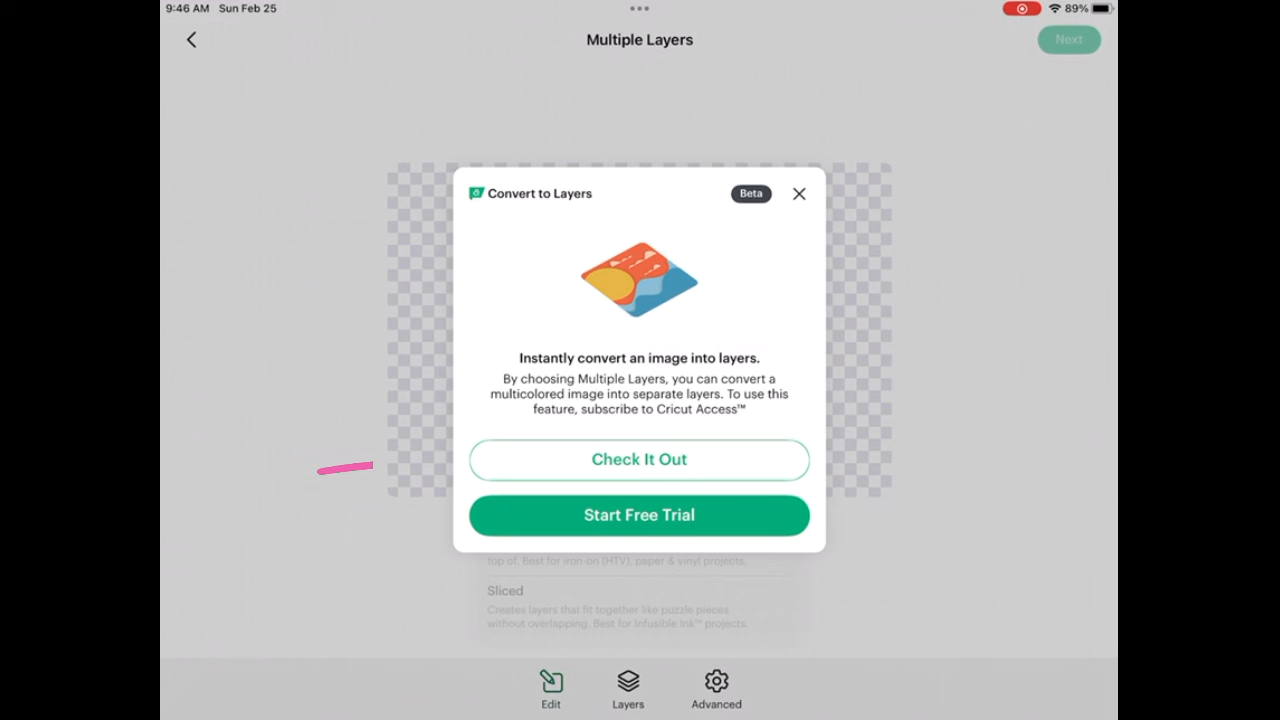 9:46 AM Sun Feb 25
89%
Multiple Layers
Next
Convert to Layers
Beta
Instantly convert an image into layers.
By choosing Multiple Layers, you can convert a
multicolored image into separate layers. To use this
feature, subscribe to Cricut Access™
Check It Out
Start Free Trial
top of. Best for iron-on (HTV), paper & vinyl projects.
Sliced
Creates layers that fit together like puzzle pieces
without overlapping. Best for Infusible Ink™ projects.
Edit
Layers
Advanced